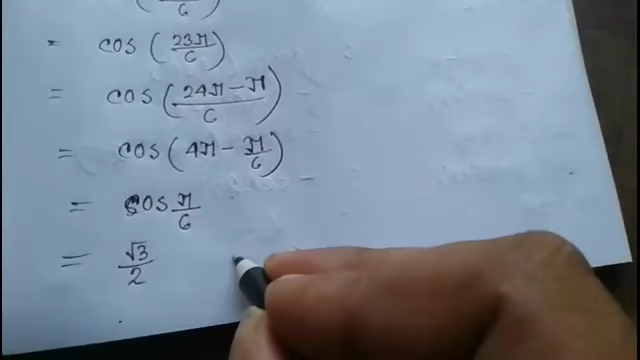 = cos (23π/6)
= cos (24π − π/6)
= cos (4π − π/6)
= cos π/6
= √3/2